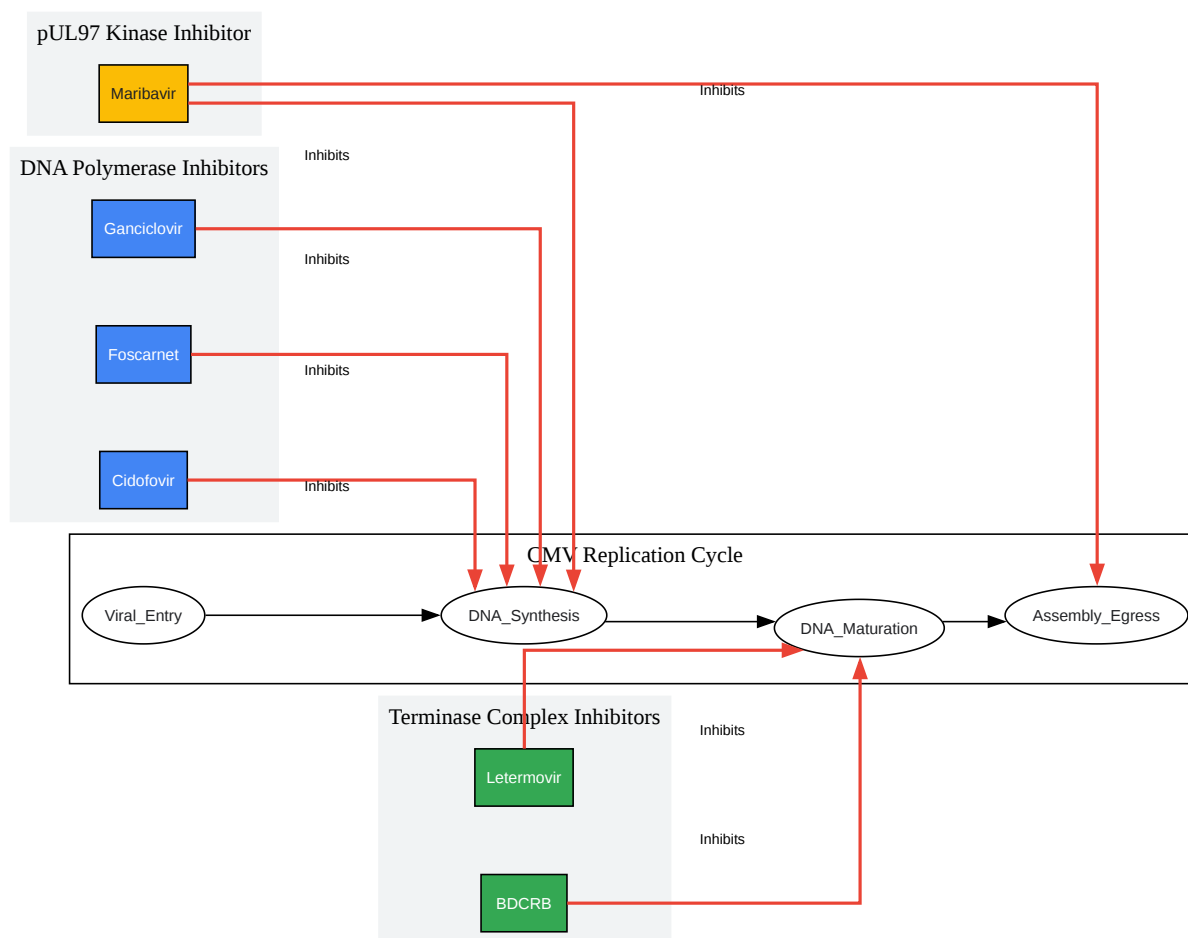 pUL97 Kinase Inhibitor
Maribavir
Inhibits
Inhibits
DNA Polymerase Inhibitors
Ganciclovir
Inhibits
Foscarnet
Inhibits
Cidofovir
Inhibits
CMV Replication Cycle
Viral_Entry
DNA_Synthesis
DNA_Maturation
Assembly_Egress
Terminase Complex Inhibitors
Inhibits
Letermovir
Inhibits
BDCRB